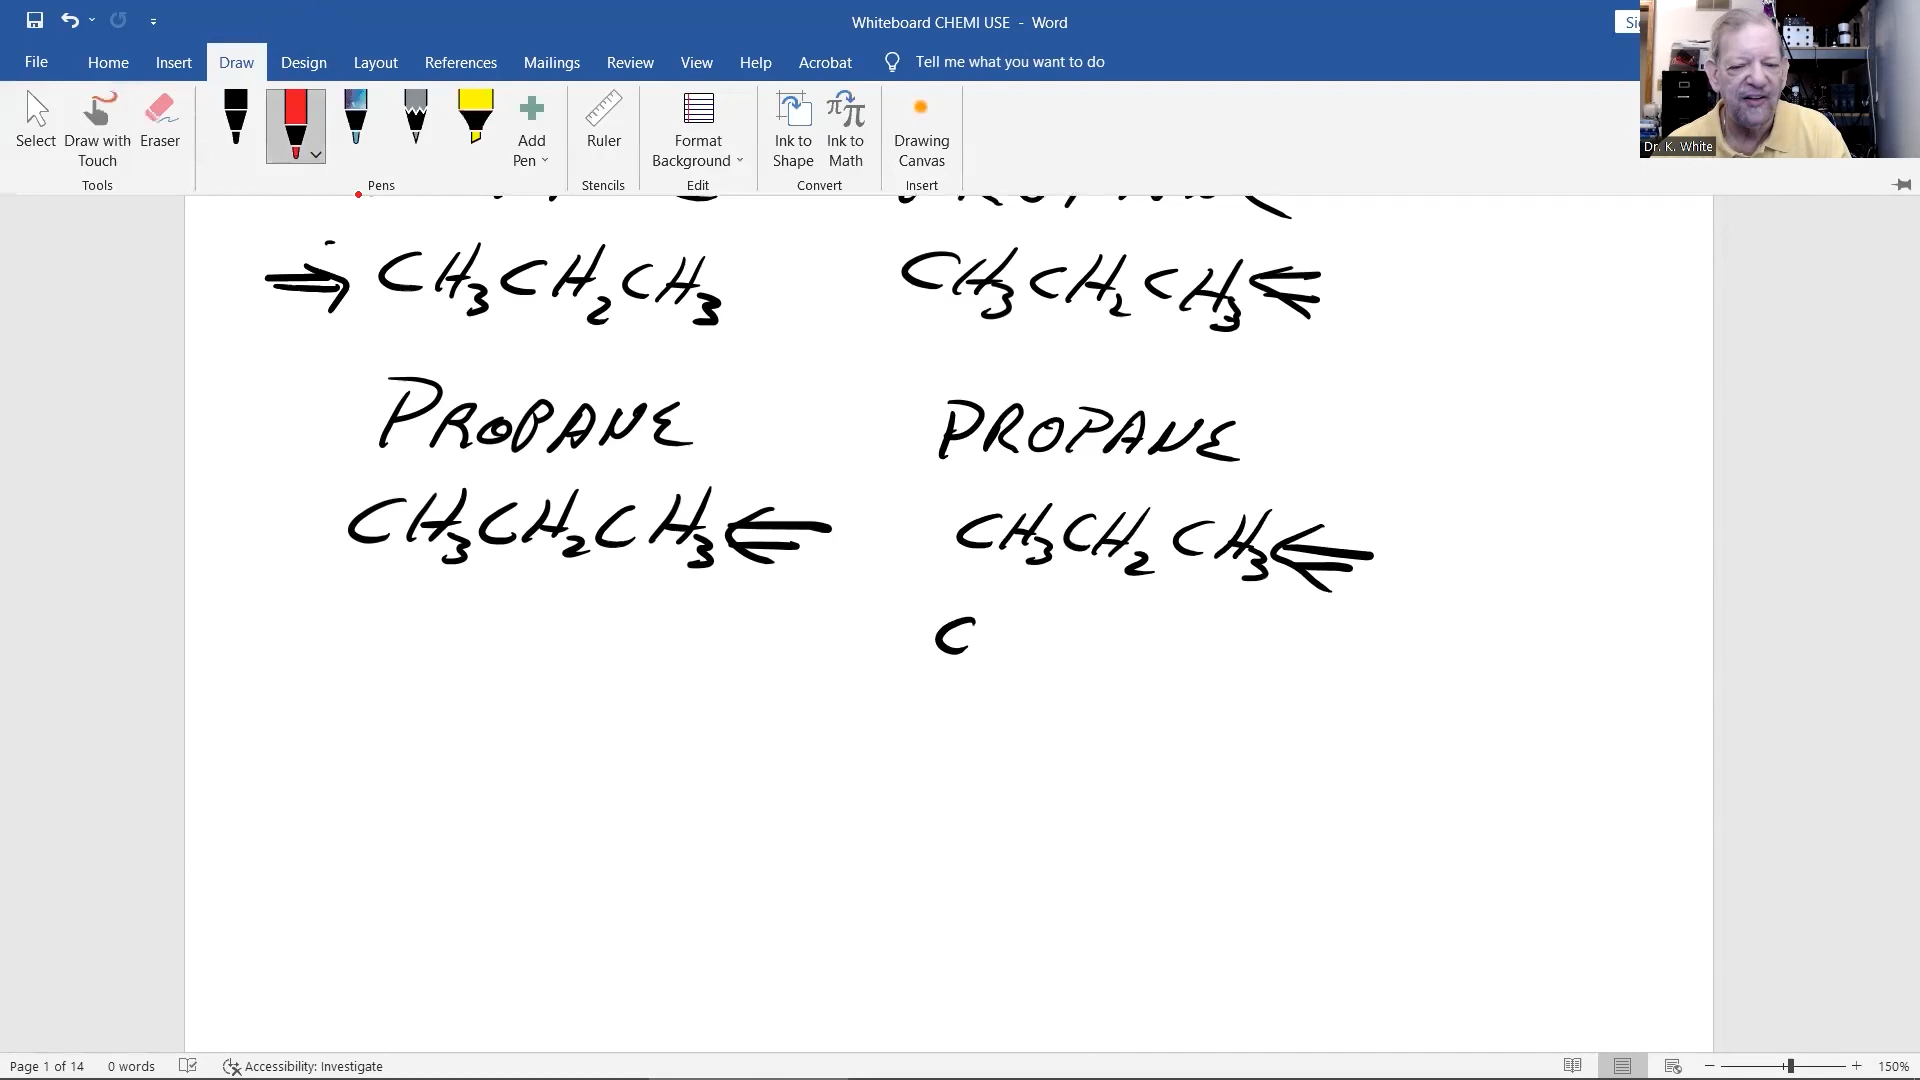 Whiteboard CHEMI USE - Word
File Home Insert Draw Design Layout References Mailings Review View Help Acrobat Tell me what you want to do
Select Draw with Touch Eraser Add Pen Ruler Format Background Ink to Shape Ink to Math Drawing Canvas
Dr. K. White
Tools Pens Stencils Edit Convert Insert
CH3CH2CH3 CH3CH2CH3
PROPANE PROPANE
CH3CH2CH3 CH3CH2CH3
C
Page 1 of 14 0 words Accessibility: Investigate 150%